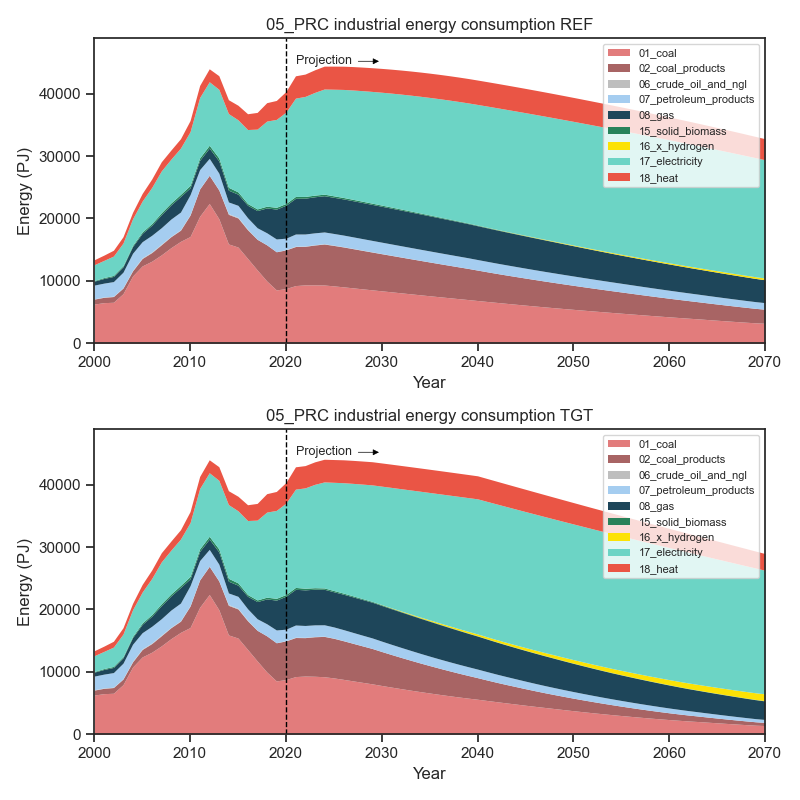 05_PRC industrial energy consumption REF
Energy (PJ)
40000
30000
20000
10000
0
Projection
01_coal
02_coal_products
06_crude_oil_and_ngl
07_petroleum_products
08_gas
15_solid_biomass
16_x_hydrogen
17_electricity
18_heat
2000 2010 2020 2030 2040 2050 2060 2070
Year
05_PRC industrial energy consumption TGT
Energy (PJ)
40000
30000
20000
10000
0
Projection
01_coal
02_coal_products
06_crude_oil_and_ngl
07_petroleum_products
08_gas
15_solid_biomass
16_x_hydrogen
17_electricity
18_heat
2000 2010 2020 2030 2040 2050 2060 2070
Year